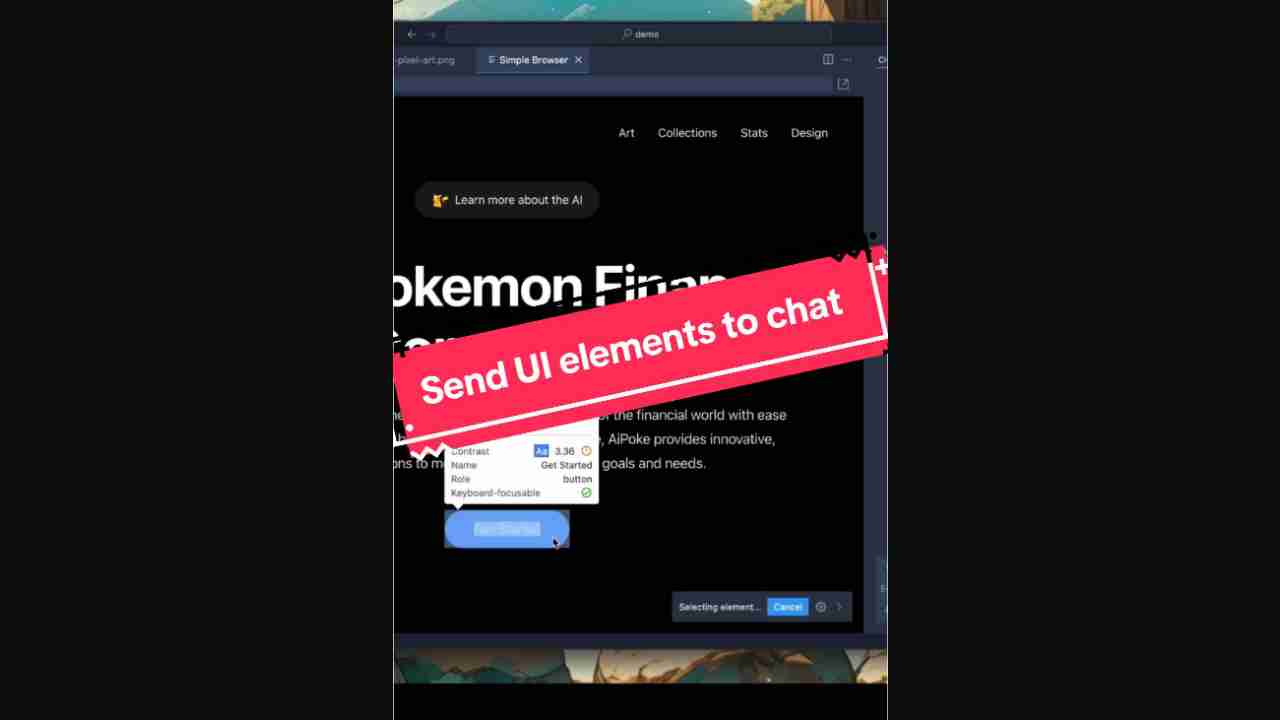 demo
-pixel-art.png
Simple Browser
Art Collections Stats Design
Learn more about the AI
okemon Finan
Send UI elements to chat
the financial world with ease
, AiPoke provides innovative,
ons to m
goals and needs.
Contrast Aa 3.36
Name Get Started
Role button
Keyboard-focusable
Selecting element... Cancel